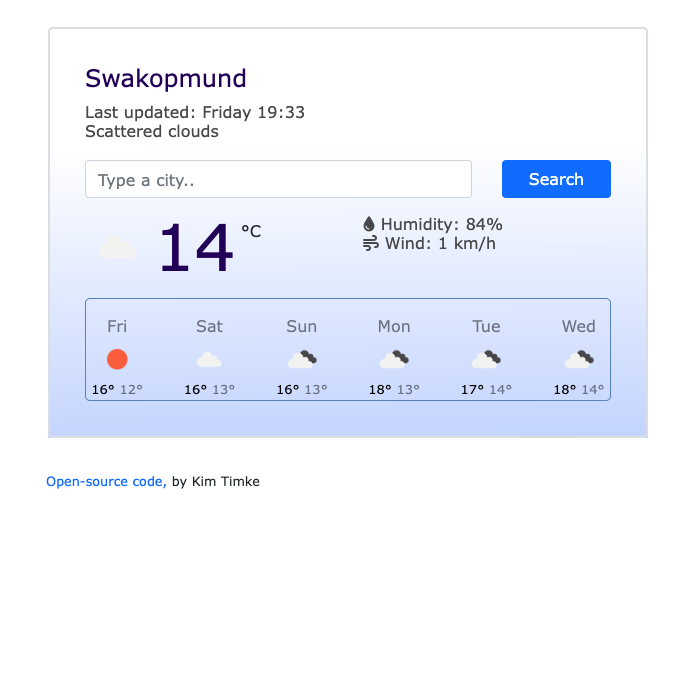 Swakopmund
Last updated: Friday 19:33
Scattered clouds
Type a city..
Search
14 °C
Humidity: 84%
Wind: 1 km/h
Fri Sat Sun Mon Tue Wed
16° 12° 16° 13° 16° 13° 18° 13° 17° 14° 18° 14°
Open-source code, by Kim Timke